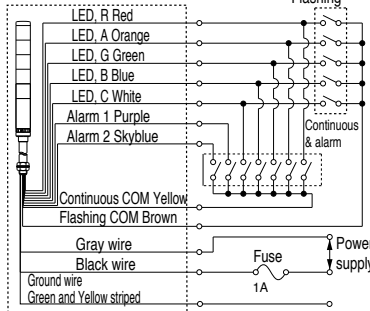 Flashing
LED, R Red
LED, A Orange
LED, G Green
LED, B Blue
LED, C White
Alarm 1 Purple
Alarm 2 Skyblue
Continuous
& alarm
Continuous COM Yellow
Flashing COM Brown
Gray wire
Black wire
Fuse
1A
Power
supply
Ground wire
Green and Yellow striped